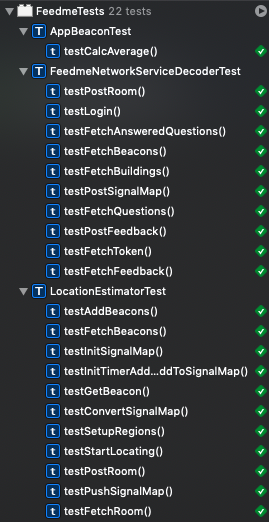 FeedmeTests 22 tests
T AppBeaconTest
t testCalcAverage()
T FeedmeNetworkServiceDecoderTest
t testPostRoom()
t testLogin()
t testFetchAnsweredQuestions()
t testFetchBeacons()
t testFetchBuildings()
t testPostSignalMap()
t testFetchQuestions()
t testPostFeedback()
t testFetchToken()
t testFetchFeedback()
T LocationEstimatorTest
t testAddBeacons()
t testFetchBeacons()
t testInitSignalMap()
t testInitTimerAdd...ddToSignalMap()
t testGetBeacon()
t testConvertSignalMap()
t testSetupRegions()
t testStartLocating()
t testPostRoom()
t testPushSignalMap()
t testFetchRoom()